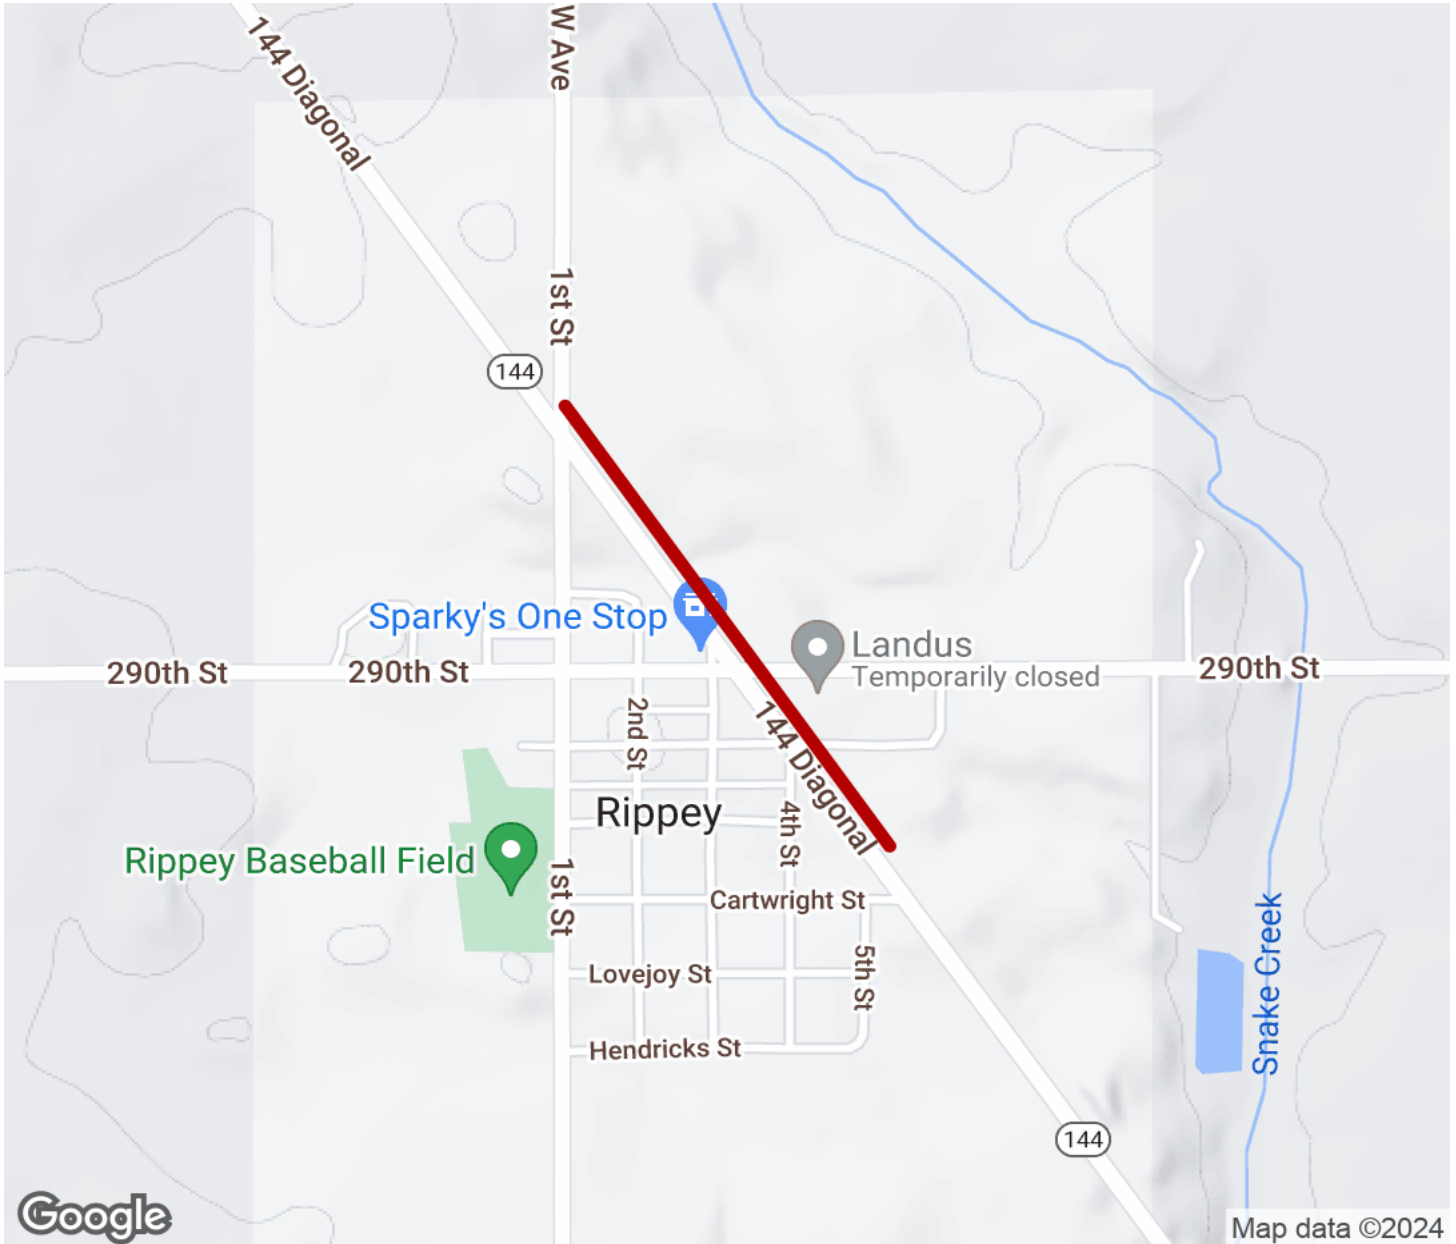 144 Diagonal
W Ave
1st St
144
Sparky's One Stop
Landus
Temporarily closed
290th St
290th St
290th St
2nd St
144 Diagonal
Rippey
4th St
Rippey Baseball Field
1st St
Cartwright St
5th St
Lovejoy St
Hendricks St
Snake Creek
144
Google
Map data ©2024